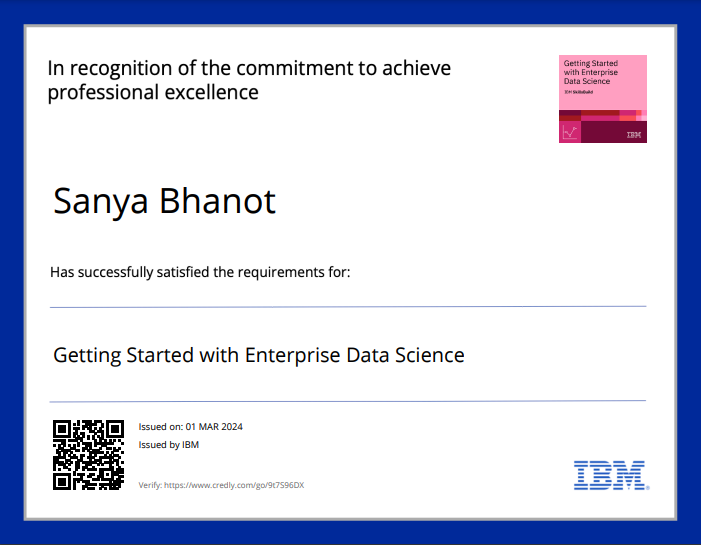 In recognition of the commitment to achieve
professional excellence
Getting Started
with Enterprise
Data Science
IBM SkillsBuild
IBM
Sanya Bhanot
Has successfully satisfied the requirements for:
Getting Started with Enterprise Data Science
Issued on: 01 MAR 2024
Issued by IBM
Verify: https://www.credly.com/go/9t7S96DX
IBM®